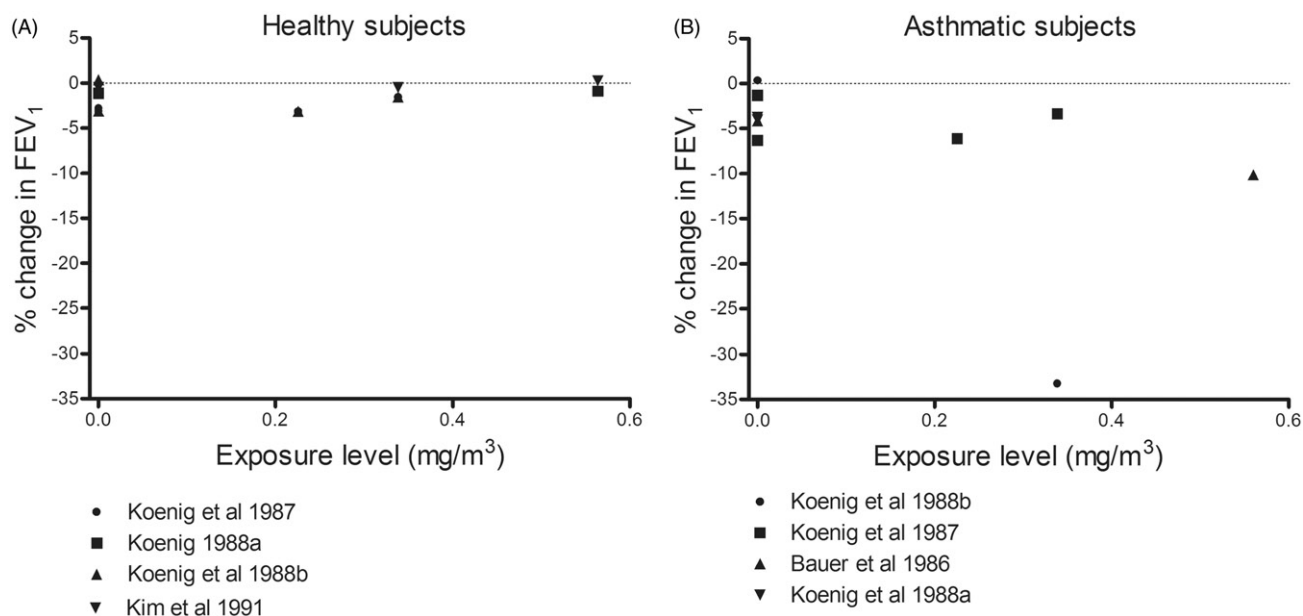 (A)
Healthy subjects
% change in FEV₁
5
0
-5
-10
-15
-20
-25
-30
-35
0.0
0.2
0.4
0.6
Exposure level (mg/m³)
Koenig et al 1987
Koenig 1988a
Koenig et al 1988b
Kim et al 1991
(B)
Asthmatic subjects
% change in FEV₁
5
0
-5
-10
-15
-20
-25
-30
-35
0.0
0.2
0.4
0.6
Exposure level (mg/m³)
Koenig et al 1988b
Koenig et al 1987
Bauer et al 1986
Koenig et al 1988a